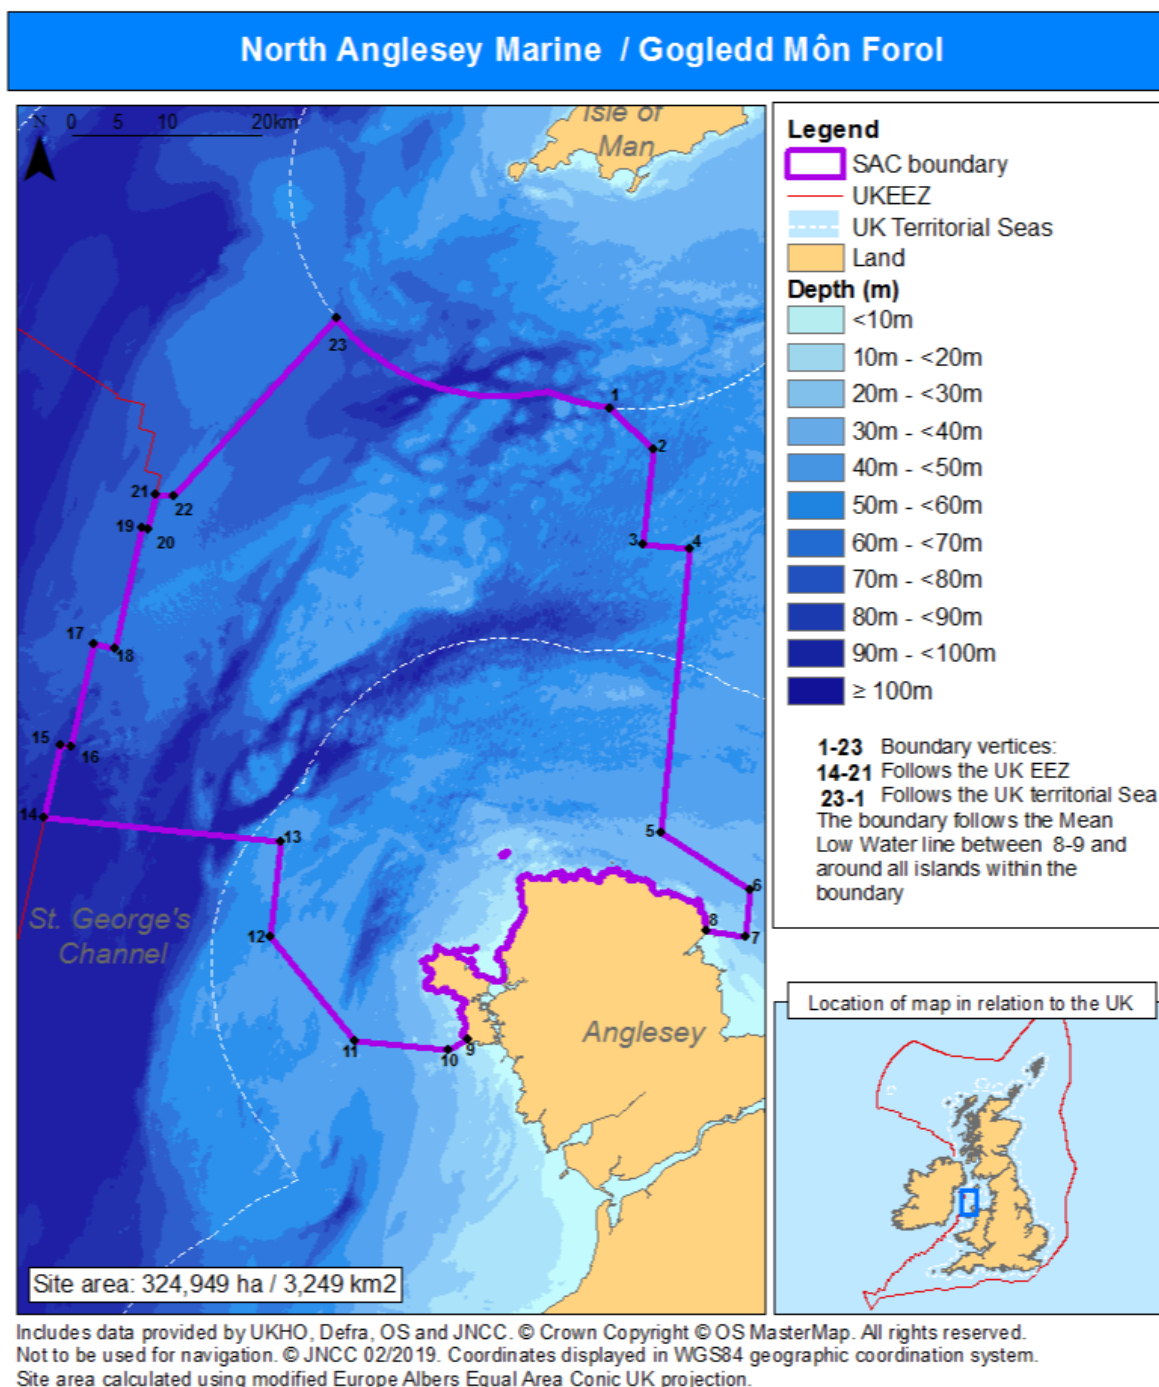 North Anglesey Marine / Gogledd Môn Forol
Isle of
Man
N 0 5 10 20km
23
1
2
3
4
21
22
19
20
17
18
15
16
14
13
5
6
8
7
12
St. George's
Channel
Anglesey
11
10
9
Site area: 324,949 ha / 3,249 km2
Legend
SAC boundary
UKEEZ
UK Territorial Seas
Land
Depth (m)
<10m
10m - <20m
20m - <30m
30m - <40m
40m - <50m
50m - <60m
60m - <70m
70m - <80m
80m - <90m
90m - <100m
≥ 100m
1-23 Boundary vertices:
14-21 Follows the UK EEZ
23-1 Follows the UK territorial Sea
The boundary follows the Mean
Low Water line between 8-9 and
around all islands within the
boundary
Location of map in relation to the UK
Includes data provided by UKHO, Defra, OS and JNCC. © Crown Copyright © OS MasterMap. All rights reserved.
Not to be used for navigation. © JNCC 02/2019. Coordinates displayed in WGS84 geographic coordination system.
Site area calculated using modified Europe Albers Equal Area Conic UK projection.